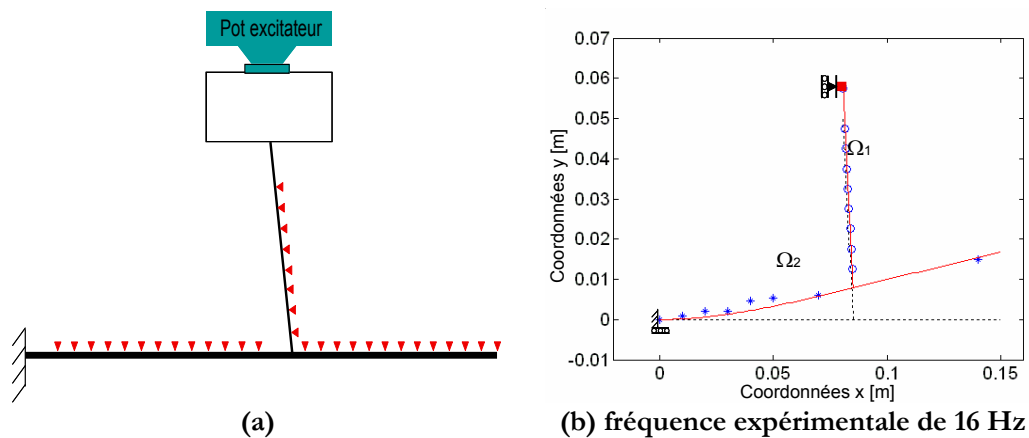 Pot excitateur
(a)
0.07
0.06
0.05
0.04
0.03
0.02
0.01
0
-0.01
Coordonnées y [m]
Ω1
Ω2
0
0.05
0.1
0.15
Coordonnées x [m]
(b) fréquence expérimentale de 16 Hz